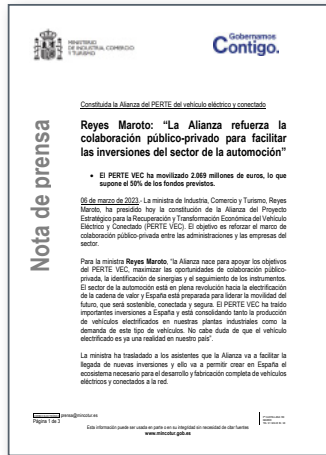 MINISTERIO
DE INDUSTRIA, COMERCIO
Y TURISMO
Gobernamos
Contigo.
Nota de prensa
Constituida la Alianza del PERTE del vehículo eléctrico y conectado
Reyes Maroto: “La Alianza refuerza la
colaboración público-privada para facilitar
las inversiones del sector de la automoción”
• El PERTE VEC ha movilizado 2.069 millones de euros, lo que
supone el 50% de los fondos previstos.
06 de marzo de 2023.- La ministra de Industria, Comercio y Turismo, Reyes
Maroto, ha presidido hoy la constitución de la Alianza del Proyecto
Estratégico para la Recuperación y Transformación Económica del Vehículo
Eléctrico y Conectado (PERTE VEC). El objetivo es reforzar el marco de
colaboración público-privada entre las administraciones y las empresas del
sector.
Para la ministra Reyes Maroto, “la Alianza nace para apoyar los objetivos
del PERTE VEC, maximizar las oportunidades de colaboración público-
privada, la identificación de sinergias y el seguimiento de los instrumentos.
El sector de la automoción está en plena revolución hacia la electrificación
de la cadena de valor y España está preparada para liderar la movilidad del
futuro, que será sostenible, conectada y segura. El PERTE VEC ha traído
importantes inversiones a España y está consolidando tanto la producción
de vehículos electrificados en nuestras plantas industriales como la
demanda de este tipo de vehículos. No cabe duda de que el vehículo
electrificado es ya una realidad en nuestro país”.
La ministra ha trasladado a los asistentes que la Alianza va a facilitar la
llegada de nuevas inversiones y ello va a permitir crear en España el
ecosistema necesario para el desarrollo y fabricación completa de vehículos
eléctricos y conectados a la red.
prensa@mincotur.es
Página 1 de 3
Esta información puede ser usada en parte o en su integridad sin necesidad de citar fuentes
www.mincotur.gob.es